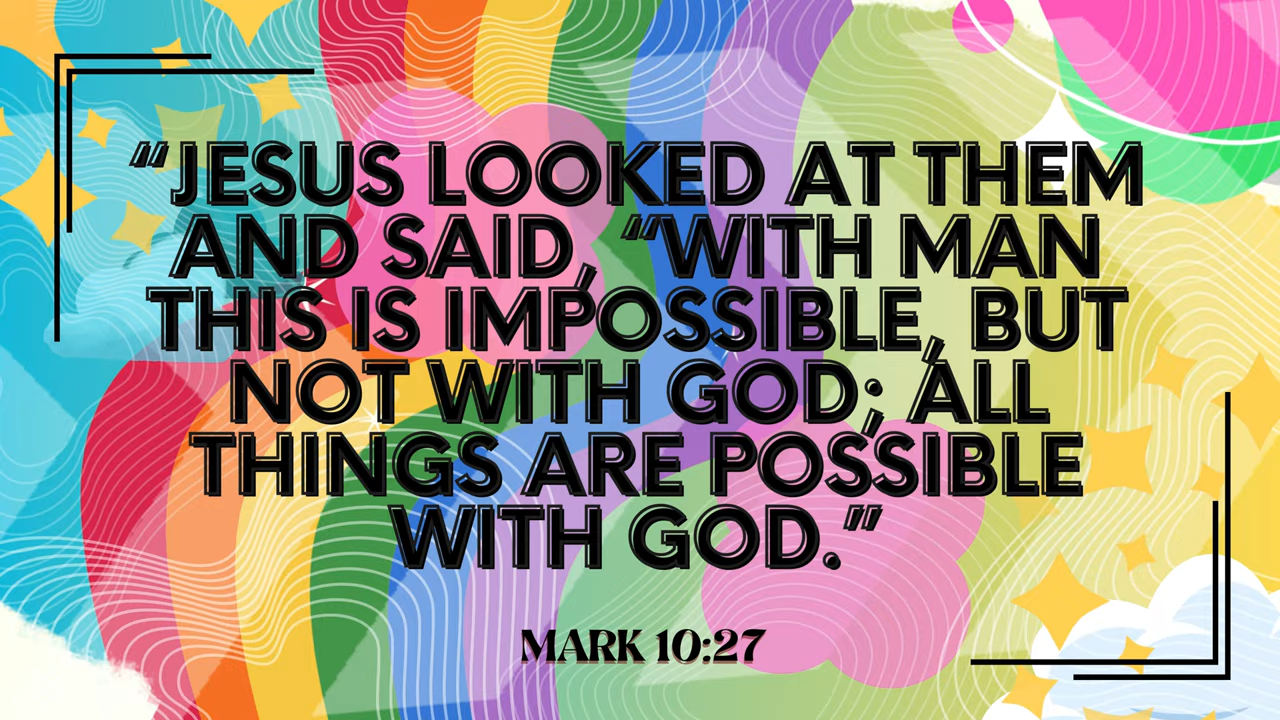 “JESUS LOOKED AT THEM
AND SAID, “WITH MAN
THIS IS IMPOSSIBLE, BUT
NOT WITH GOD; ALL
THINGS ARE POSSIBLE
WITH GOD.”
MARK 10:27